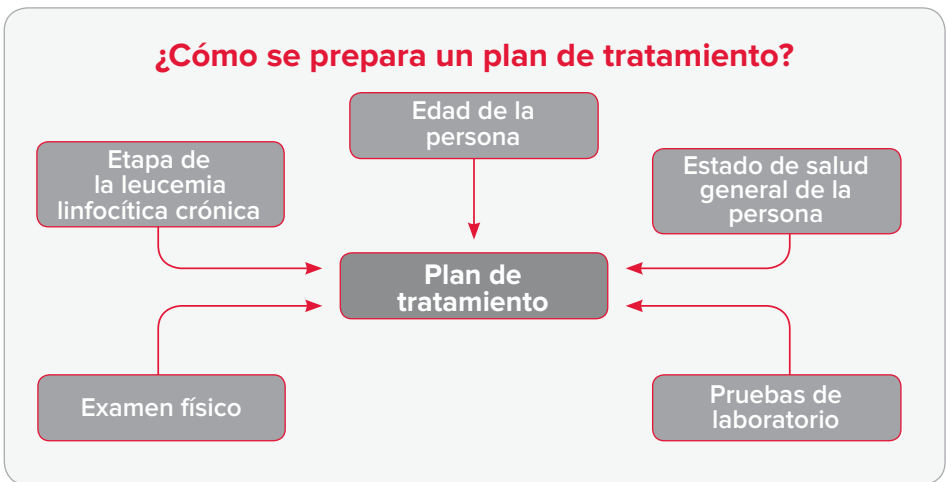 ¿Cómo se prepara un plan de tratamiento?
Edad de la
persona
Etapa de
la leucemia
linfocítica crónica
Estado de salud
general de la
persona
Plan de
tratamiento
Examen físico
Pruebas de
laboratorio